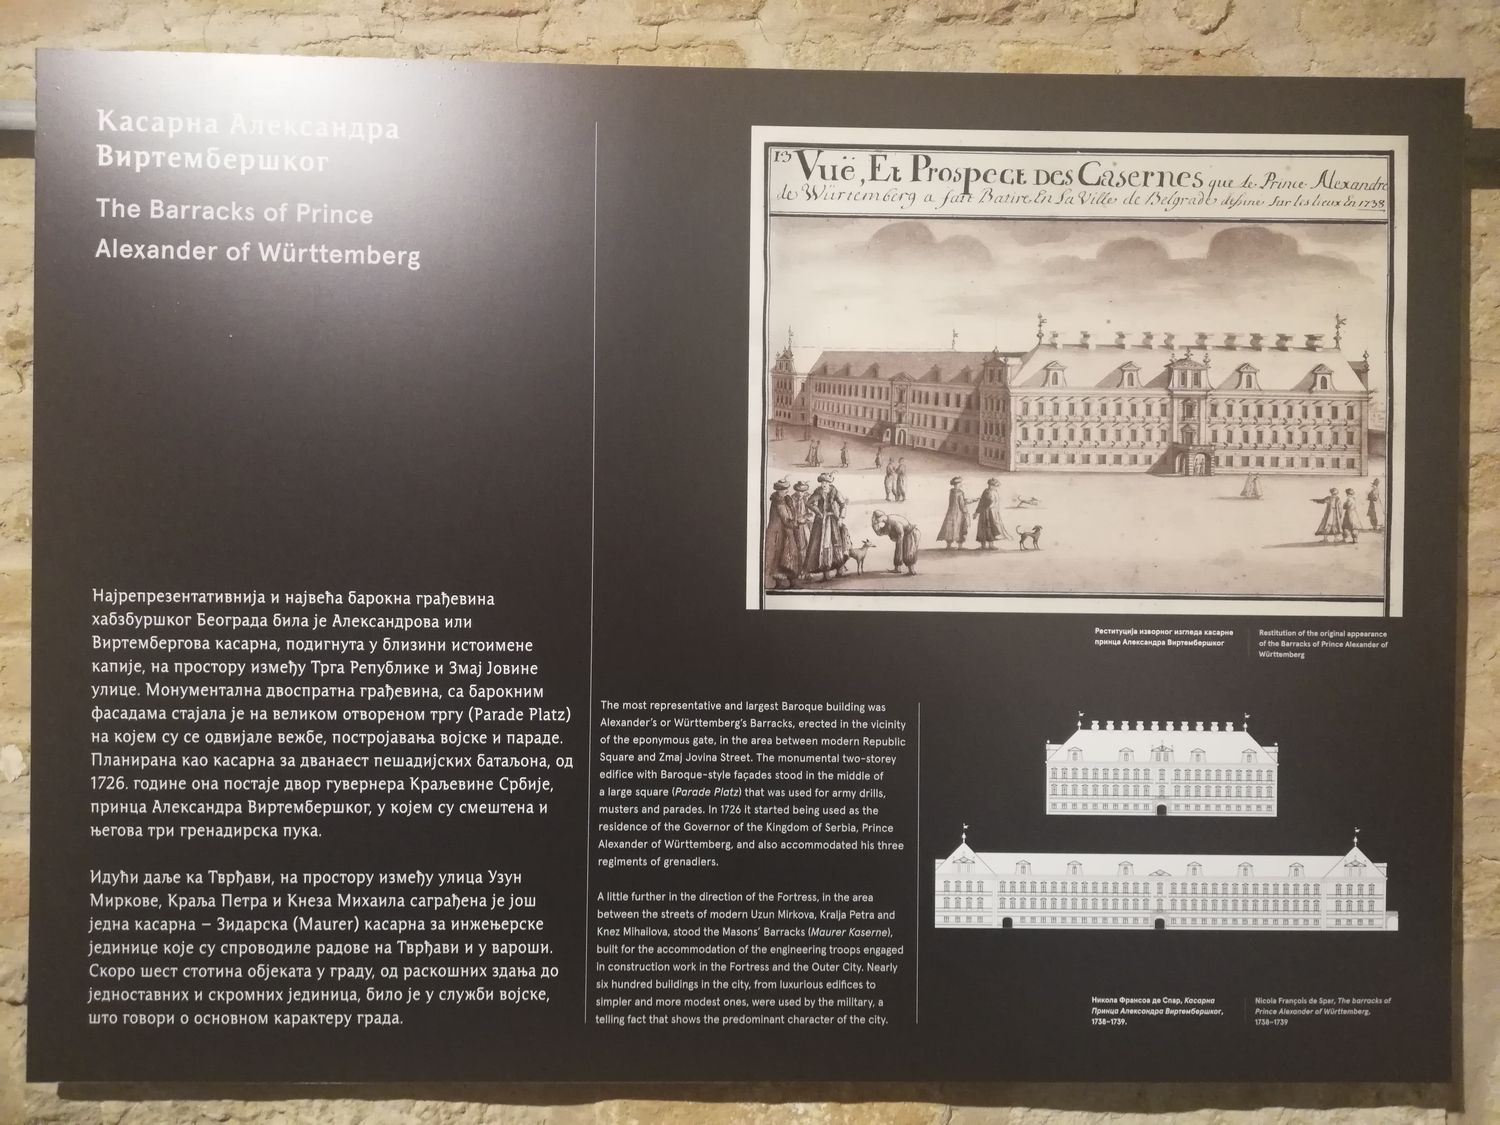 Касарна Александра
Виртембершког
The Barracks of Prince
Alexander of Württemberg
Најрепрезентативнија и највећа барокна грађевина
хабзбуршког Београда била је Александрова или
Виртембергова касарна, подигнута у близини истоимене
капије, на простору између Трга Републике и Змај Јовине
улице. Монументална двоспратна грађевина, са барокним
фасадама стајала је на великом отвореном тргу (Parade Platz)
на којем су се одвијале вежбе, постројавања војске и параде.
Планирана као касарна за дванаест пешадијских батаљона, од
1726. године она постаје двор гувернера Краљевине Србије,
принца Александра Виртембершког, у којем су смештена и
његова три гренадирска пука.
Идући даље ка Тврђави, на простору између улица Узун
Миркове, Краља Петра и Кнеза Михаила саграђена је још
једна касарна – Зидарска (Maurer) касарна за инжењерске
јединице које су спроводиле радове на Тврђави и у вароши.
Скоро шест стотина објеката у граду, од раскошних здања до
једноставних и скромних јединица, било је у служби војске,
што говори о основном карактеру града.
The most representative and largest Baroque building was
Alexander's or Württemberg's Barracks, erected in the vicinity
of the eponymous gate, in the area between modern Republic
Square and Zmaj Jovina Street. The monumental two-storey
edifice with Baroque-style façades stood in the middle of
a large square (Parade Platz) that was used for army drills,
musters and parades. In 1726 it started being used as the
residence of the Governor of the Kingdom of Serbia, Prince
Alexander of Württemberg, and also accommodated his three
regiments of grenadiers.
A little further in the direction of the Fortress, in the area
between the streets of modern Uzun Mirkova, Kralja Petra and
Knez Mihailova, stood the Masons' Barracks (Maurer Kaserne),
built for the accommodation of the engineering troops engaged
in construction work in the Fortress and the Outer City. Nearly
six hundred buildings in the city, from luxurious edifices to
simpler and more modest ones, were used by the military, a
telling fact that shows the predominant character of the city.
13 Vuë, Et Prospect des Casernes que le Prince Alexandre
de Würtemberg a fait Batire En La Ville de Belgrade desine sur les lieux En 1738
Реституција изворног изгледа касарне
принца Александра Виртембершког
Restitution of the original appearance
of the Barracks of Prince Alexander of
Württemberg
Никола Франсоа де Спар, Касарна
Принца Александра Виртембершког,
1738–1739.
Nicola François de Spar, The barracks of
Prince Alexander of Württemberg,
1738–1739